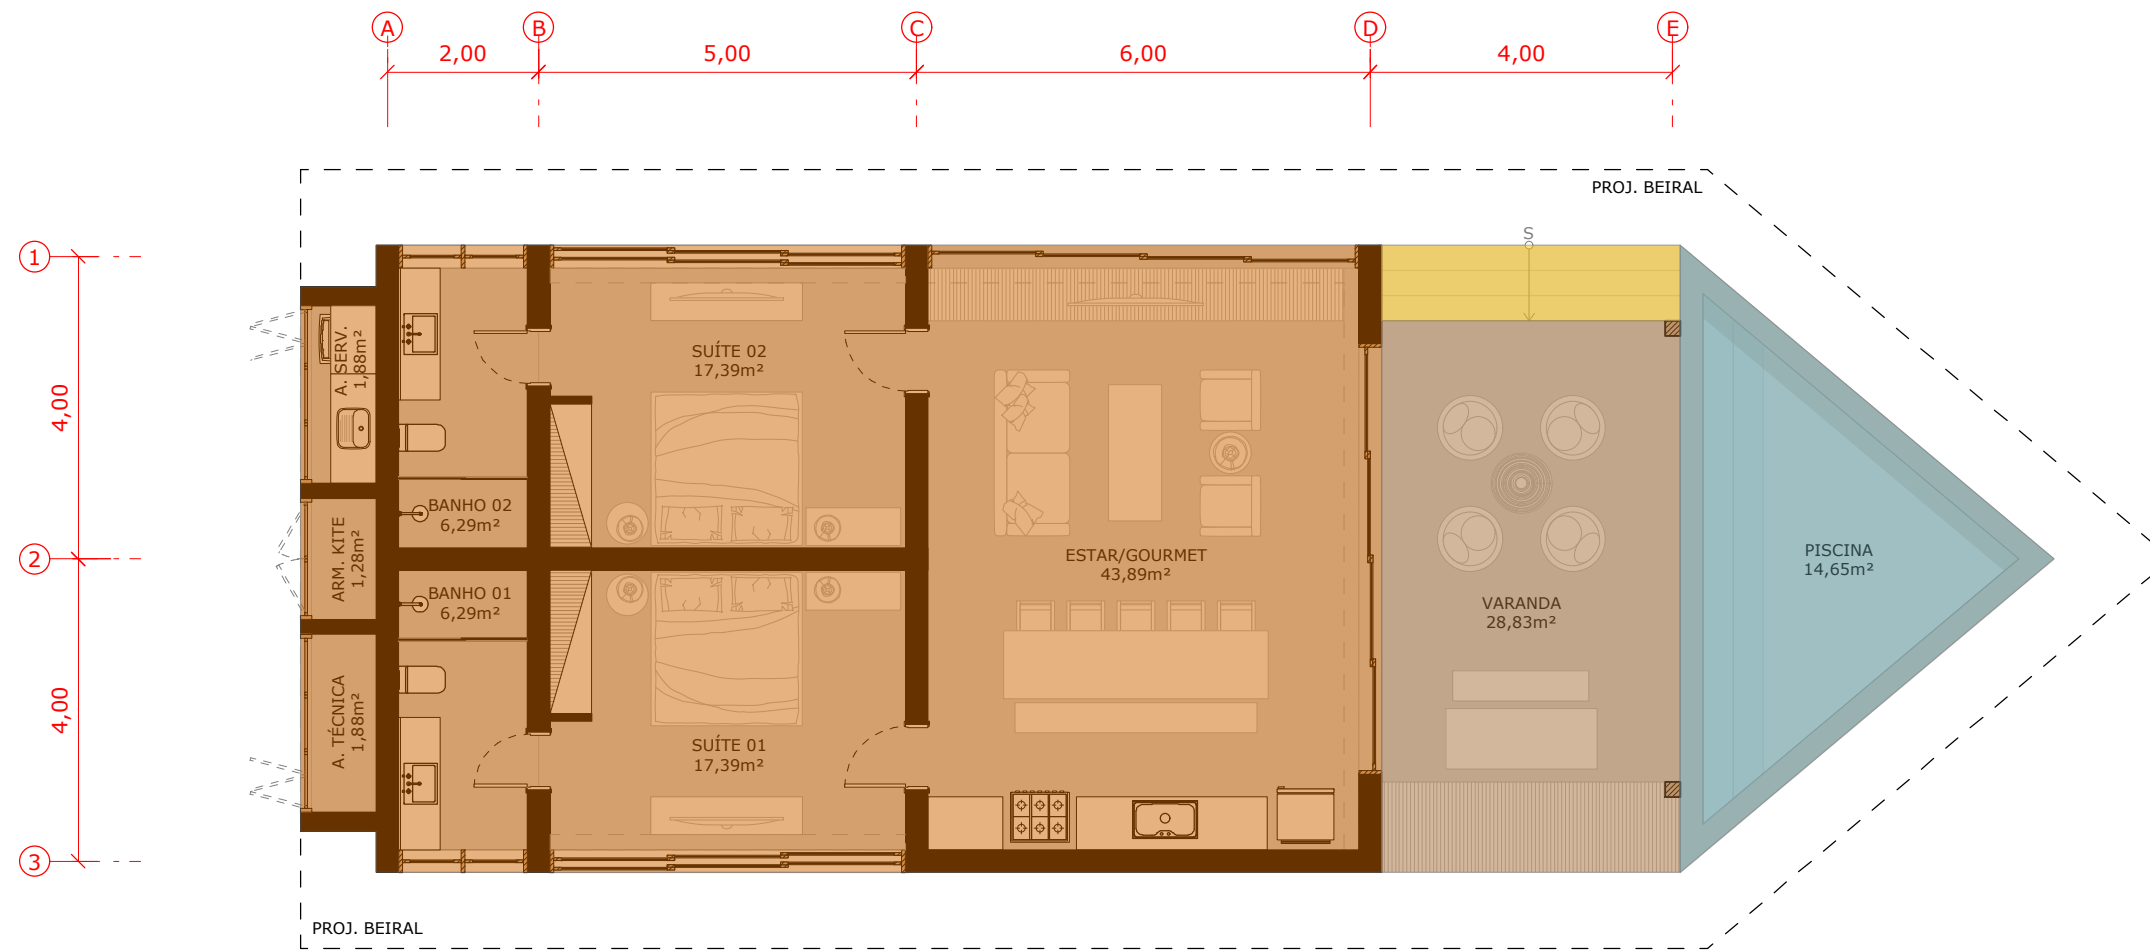 A
B
C
D
E
2,00
5,00
6,00
4,00
PROJ. BEIRAL
S
1
2
3
4,00
4,00
A. SERV.
1,88m²
ARM. KITE
1,28m²
A. TÉCNICA
1,88m²
SUÍTE 02
17,39m²
BANHO 02
6,29m²
BANHO 01
6,29m²
SUÍTE 01
17,39m²
ESTAR/GOURMET
43,89m²
VARANDA
28,83m²
PISCINA
14,65m²
PROJ. BEIRAL